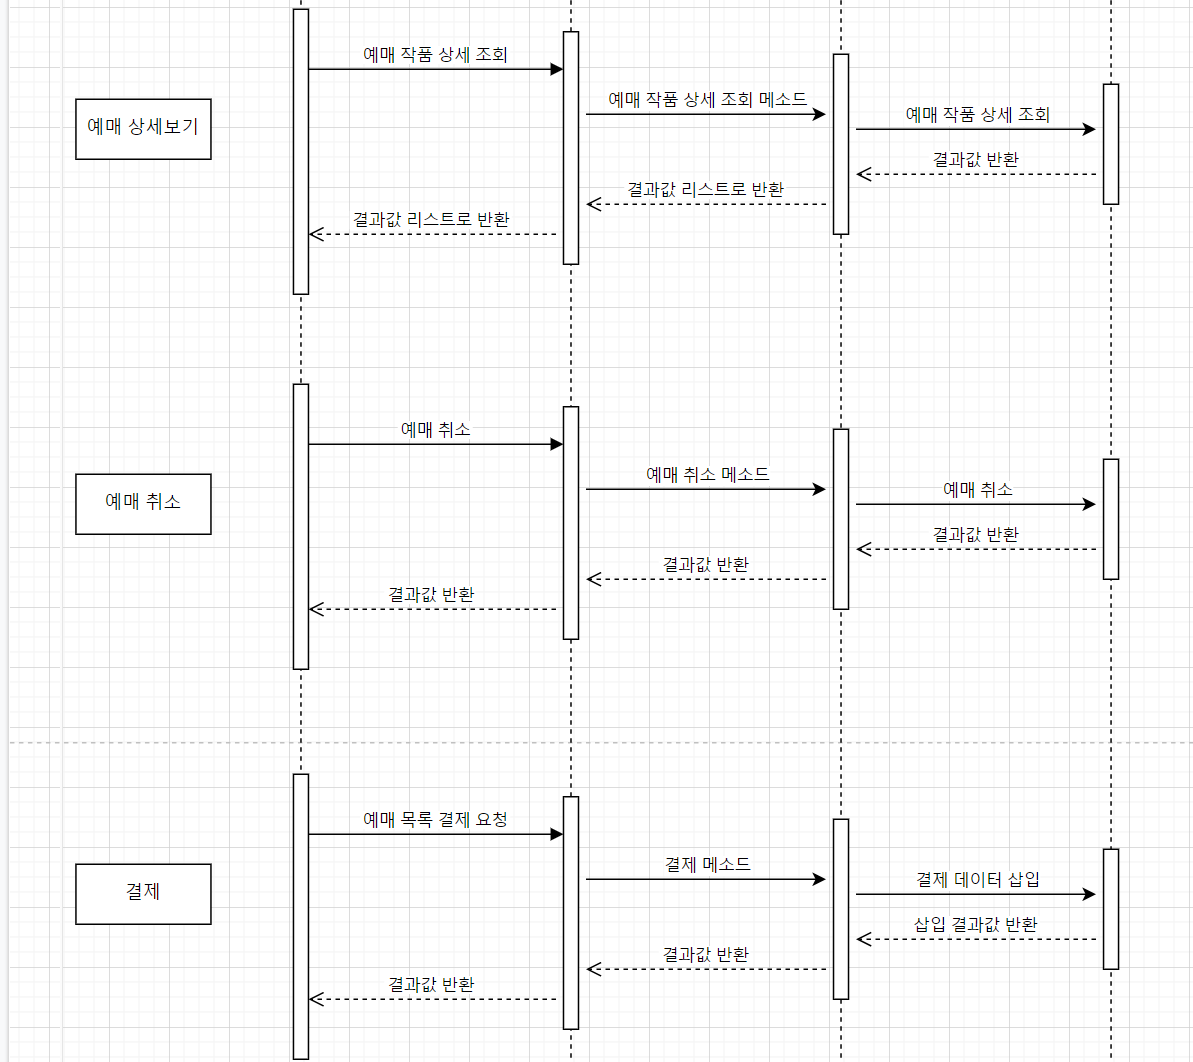 예매 작품 상세 조회
예매 작품 상세 조회 메소드
예매 작품 상세 조회
예매 상세보기
결과값 반환
결과값 리스트로 반환
결과값 리스트로 반환
예매 취소
예매 취소 메소드
예매 취소
예매 취소
결과값 반환
결과값 반환
결과값 반환
예매 목록 결제 요청
결제 메소드
결제 데이터 삽입
결제
삽입 결과값 반환
결과값 반환
결과값 반환